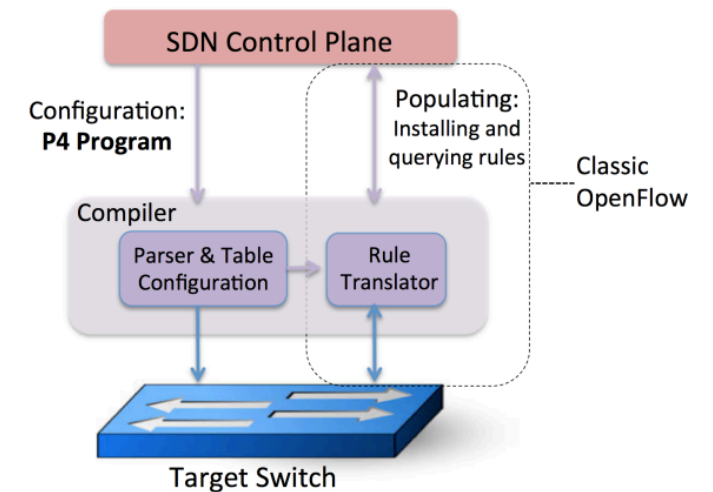 SDN Control Plane
Configuration:
P4 Program
Populating:
Installing and
querying rules
Classic
OpenFlow
Compiler
Parser & Table
Configuration
Rule
Translator
Target Switch